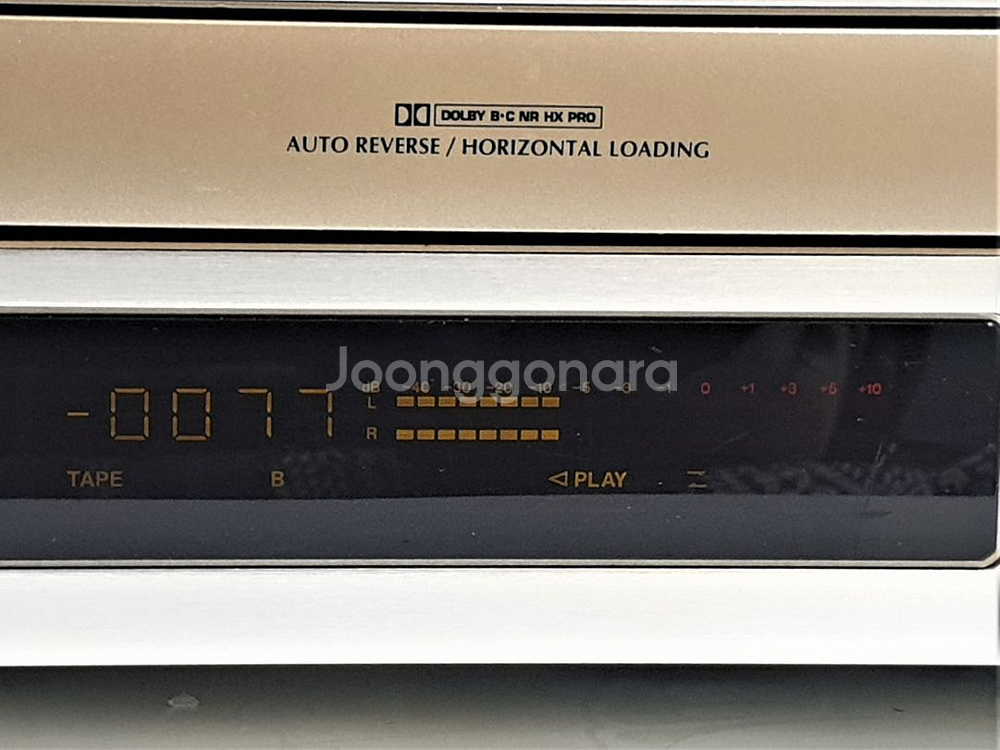 DOLBY B·C NR HX PRO
AUTO REVERSE / HORIZONTAL LOADING
Joonggonara
-0077
dB -40 -30 -20 -10 -5 -3 -1 0 +1 +3 +5 +10
L
R
TAPE B ◁ PLAY